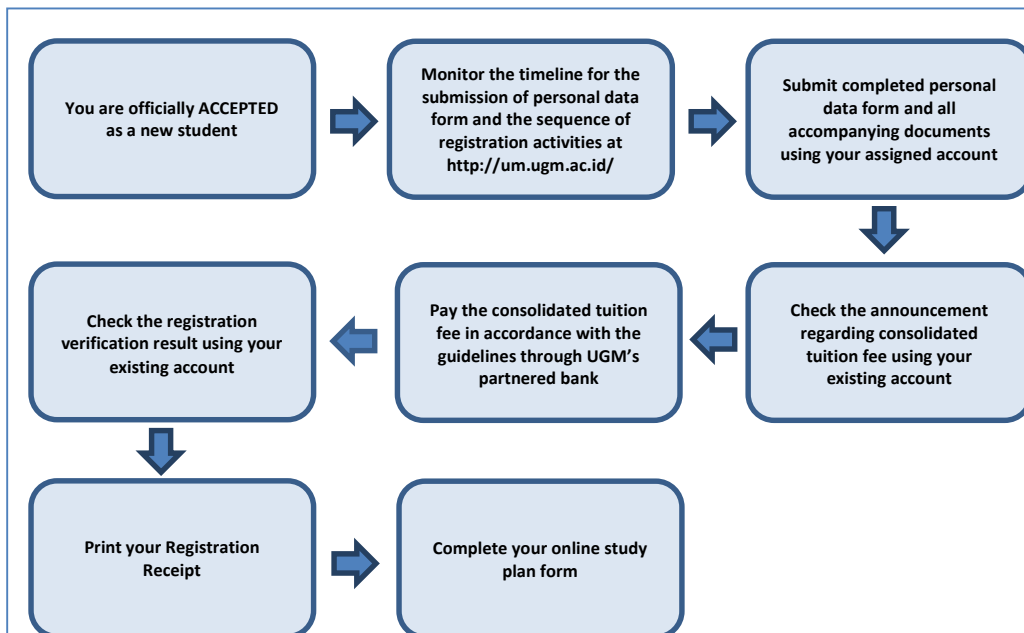 You are officially ACCEPTED
as a new student
Monitor the timeline for the
submission of personal data
form and the sequence of
registration activities at
http://um.ugm.ac.id/
Submit completed personal
data form and all
accompanying documents
using your assigned account
Check the announcement
regarding consolidated
tuition fee using your
existing account
Pay the consolidated tuition
fee in accordance with the
guidelines through UGM’s
partnered bank
Check the registration
verification result using your
existing account
Print your Registration
Receipt
Complete your online study
plan form